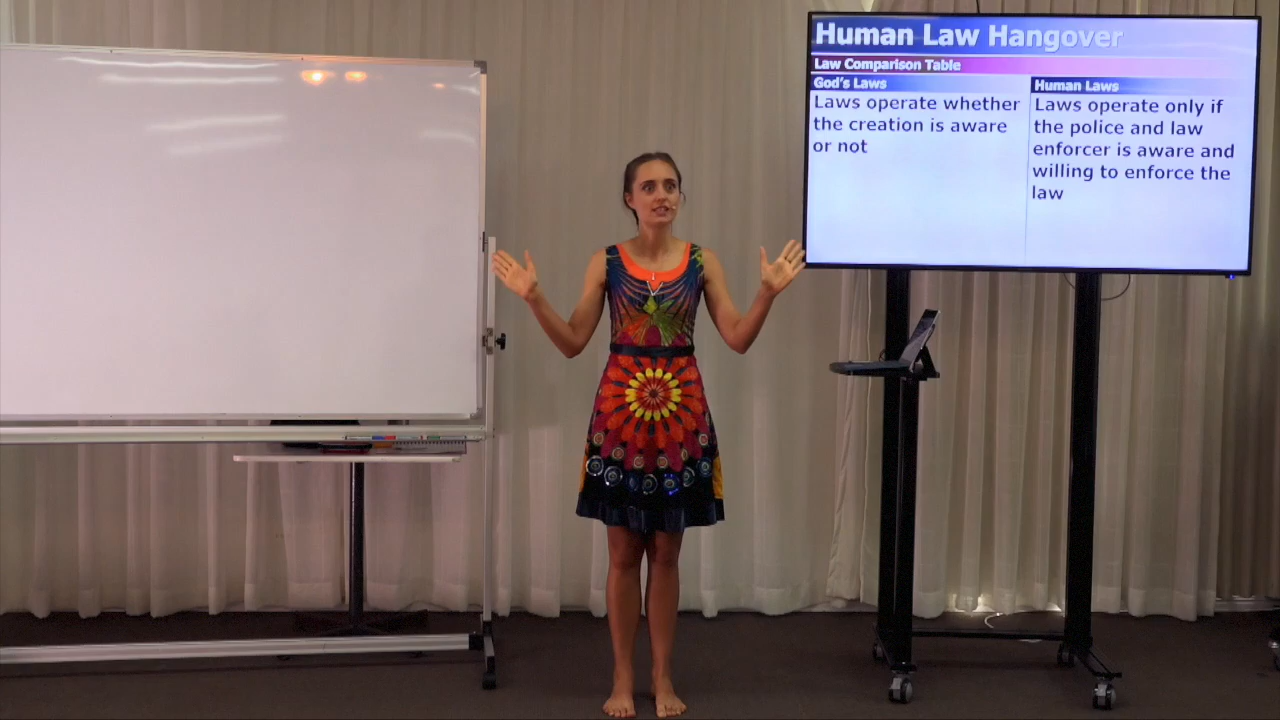 Human Law Hangover
Law Comparison Table
God's Laws
Laws operate whether
the creation is aware
or not
Human Laws
Laws operate only if
the police and law
enforcer is aware and
willing to enforce the
law